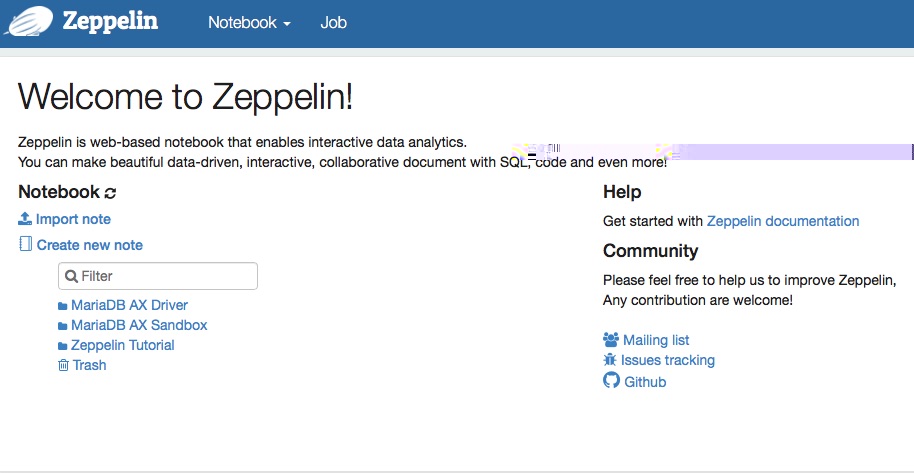 Zeppelin
Notebook
Job
Welcome to Zeppelin!
Zeppelin is web-based notebook that enables interactive data analytics.
You can make beautiful data-driven, interactive, collaborative document with SQL, code and even more!
Notebook
Import note
Create new note
Filter
MariaDB AX Driver
MariaDB AX Sandbox
Zeppelin Tutorial
Trash
Help
Get started with Zeppelin documentation
Community
Please feel free to help us to improve Zeppelin,
Any contribution are welcome!
Mailing list
Issues tracking
Github